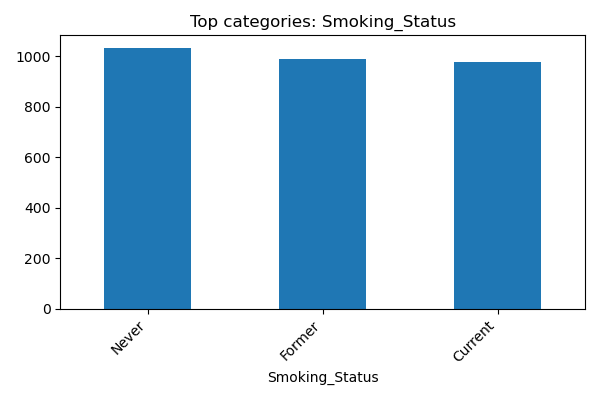 Top categories: Smoking_Status
1000
800
600
400
200
0
Never
Former
Current
Smoking_Status